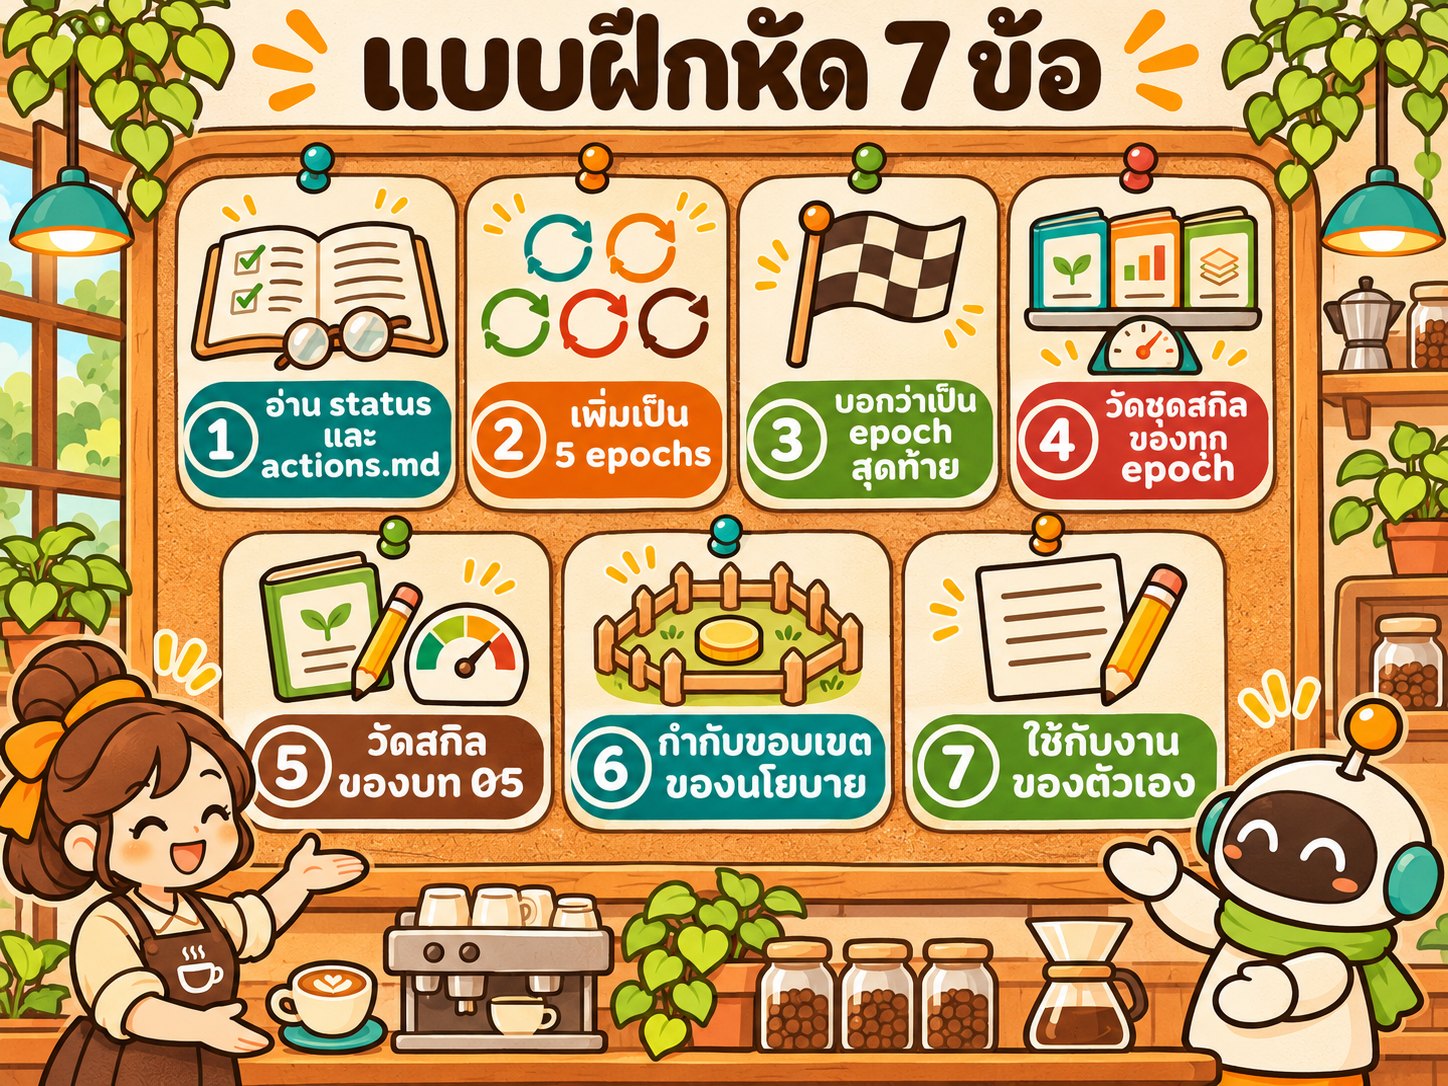 แบบฝึกหัด 7 ข้อ
1
อ่าน status
และ
actions.md
2
เพิ่มเป็น
5 epochs
3
บอกว่าเป็น
epoch
สุดท้าย
4
วัดชุดสกิล
ของทุก
epoch
5
วัดสกิล
ของบท 05
6
กำกับขอบเขต
ของนโยบาย
7
ใช้กับงาน
ของตัวเอง